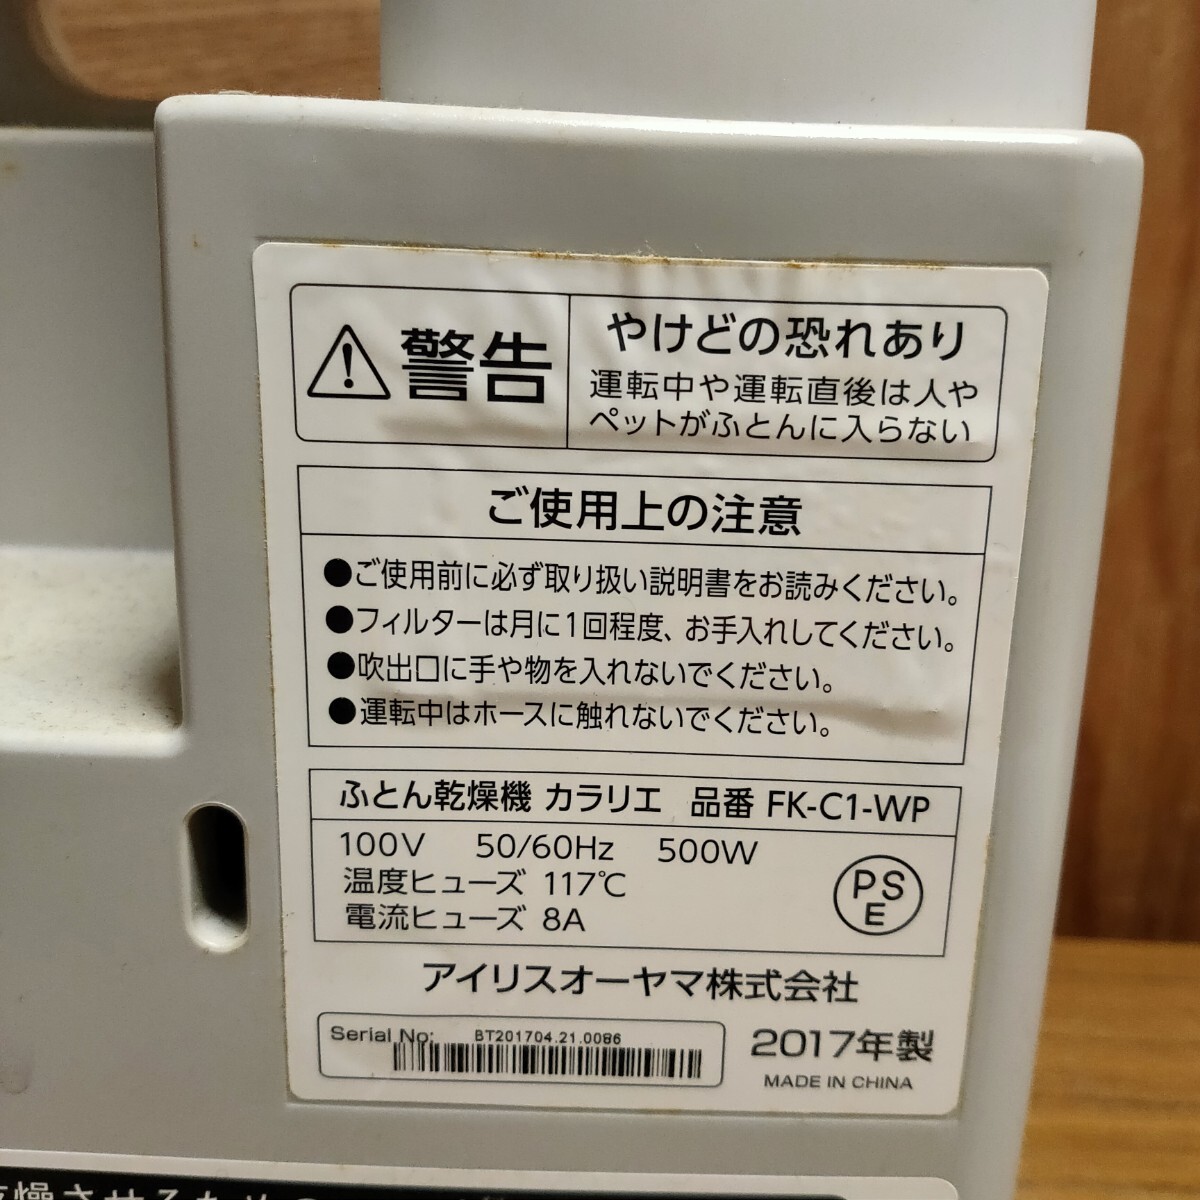 警告
やけどの恐れあり
運転中や運転直後は人や
ペットがふとんに入らない
ご使用上の注意
●ご使用前に必ず取り扱い説明書をお読みください。
●フィルターは月に1回程度、お手入れしてください。
●吹出口に手や物を入れないでください。
●運転中はホースに触れないでください。
ふとん乾燥機 カラリエ 品番 FK-C1-WP
100V 50/60Hz 500W
温度ヒューズ 117℃
電流ヒューズ 8A
PS
E
アイリスオーヤマ株式会社
Serial No: BT201704.21.0086
2017年製
MADE IN CHINA
燥させるための